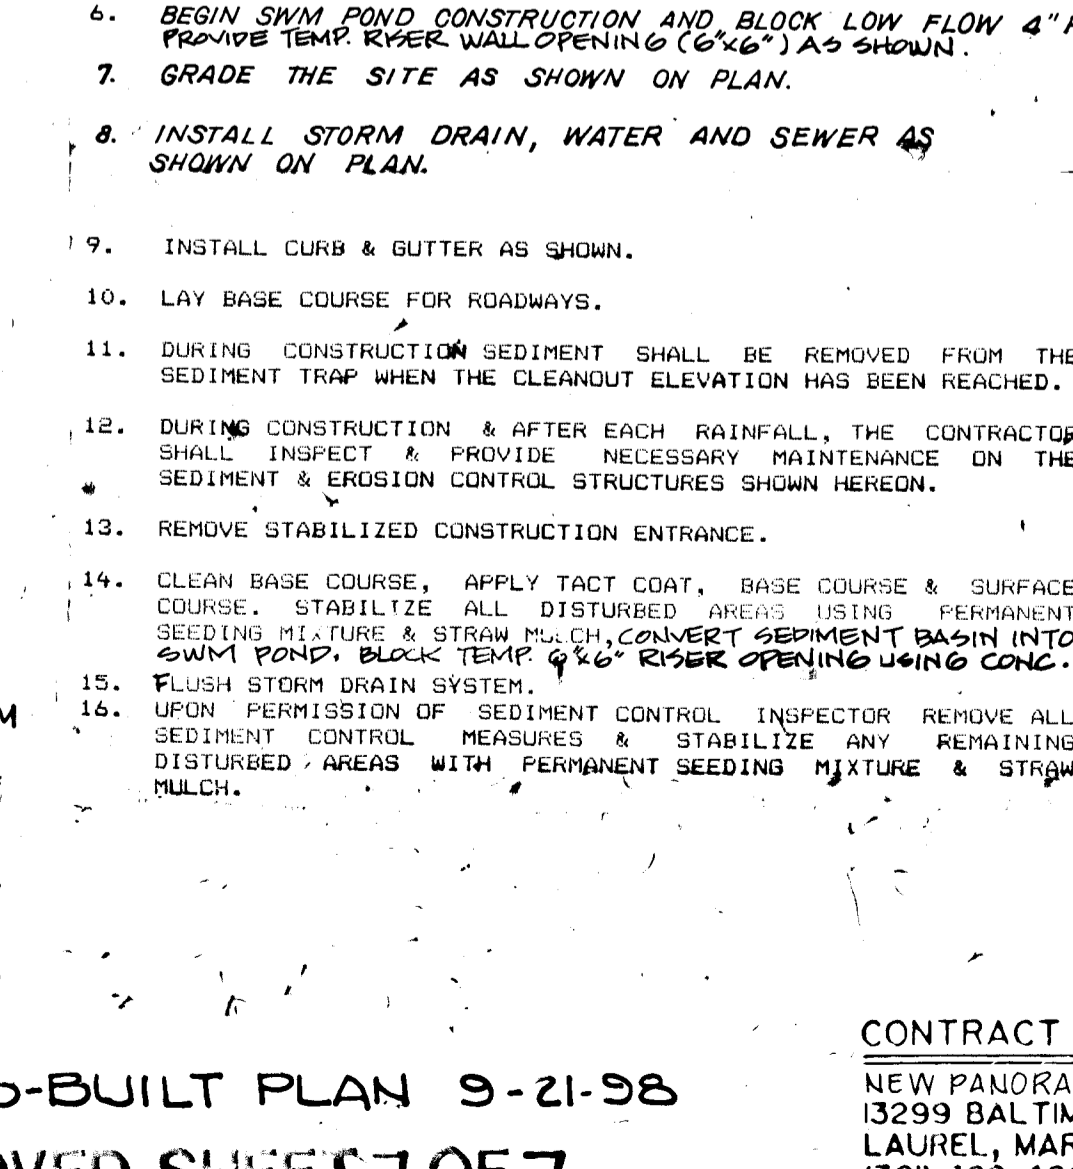 6. BEGIN SWM POND CONSTRUCTION AND BLOCK LOW FLOW 4"
PROVIDE TEMP. RISER WALL OPENING (6"x6") AS SHOWN.
7. GRADE THE SITE AS SHOWN ON PLAN.
8. INSTALL STORM DRAIN, WATER AND SEWER AS
SHOWN ON PLAN.
9. INSTALL CURB & GUTTER AS SHOWN.
10. LAY BASE COURSE FOR ROADWAYS.
11. DURING CONSTRUCTION SEDIMENT SHALL BE REMOVED FROM THE
SEDIMENT TRAP WHEN THE CLEANOUT ELEVATION HAS BEEN REACHED.
12. DURING CONSTRUCTION & AFTER EACH RAINFALL, THE CONTRACTOR
SHALL INSPECT & PROVIDE NECESSARY MAINTENANCE ON THE
SEDIMENT & EROSION CONTROL STRUCTURES SHOWN HEREON.
13. REMOVE STABILIZED CONSTRUCTION ENTRANCE.
14. CLEAN BASE COURSE, APPLY TACT COAT, BASE COURSE & SURFACE
COURSE. STABILIZE ALL DISTURBED AREAS USING PERMANENT
SEEDING MIXTURE & STRAW MULCH, CONVERT SEDIMENT BASIN INTO
SWM POND. BLOCK TEMP. 6"x6" RISER OPENING USING CONC.
15. FLUSH STORM DRAIN SYSTEM.
16. UPON PERMISSION OF SEDIMENT CONTROL INSPECTOR REMOVE ALL
SEDIMENT CONTROL MEASURES & STABILIZE ANY REMAINING
DISTURBED AREAS WITH PERMANENT SEEDING MIXTURE & STRAW
MULCH.
M
CONTRACT
-BUILT PLAN 9-21-98
NEW PANORA
13299 BALTIM
LAUREL, MAR
SHEET 7 OF 7